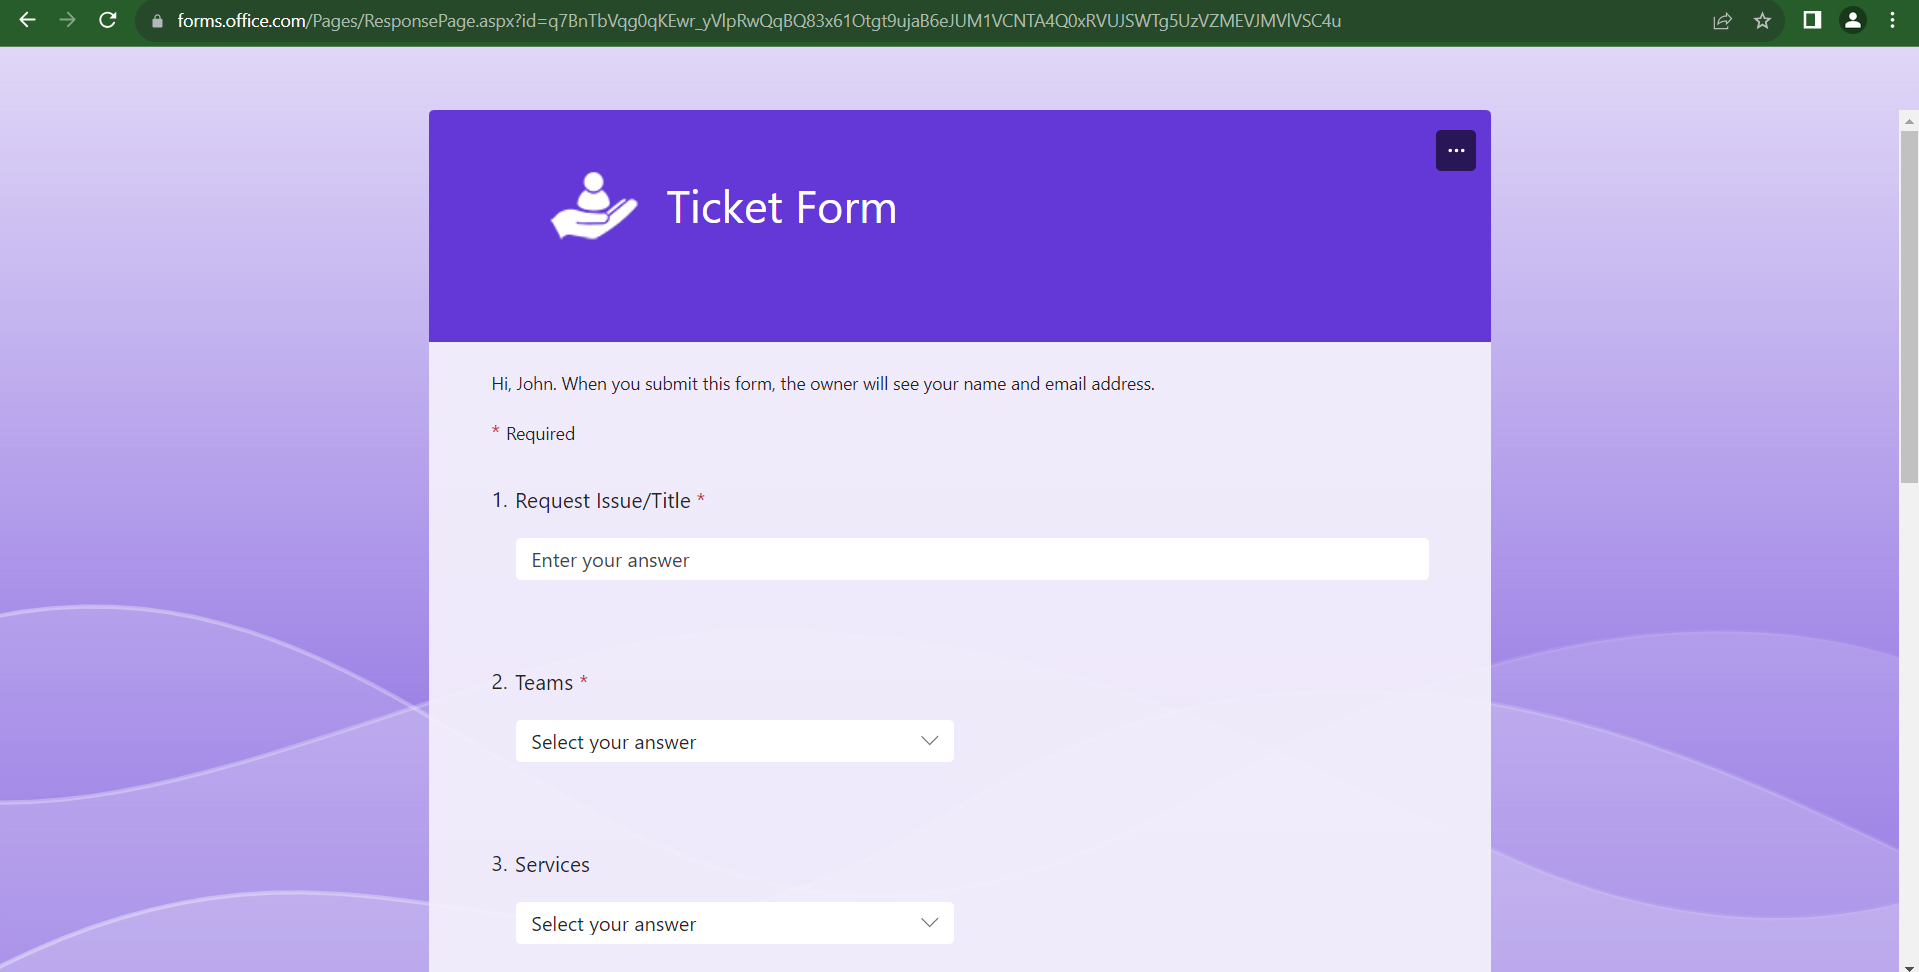 forms.office.com/Pages/ResponsePage.aspx?id=q7BnTbVqg0qKEwr_yVlpRwQqBQ83x61Otgt9ujaB6eJUM1VCNTA4Q0xRVUJSWTg5UzVZMEVJMVlVSC4u
Ticket Form
Hi, John. When you submit this form, the owner will see your name and email address.
* Required
1. Request Issue/Title *
Enter your answer
2. Teams *
Select your answer
3. Services
Select your answer